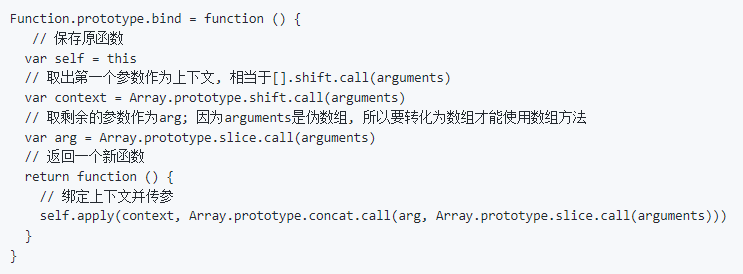 Function.prototype.bind = function () {
// 保存原函数
var self = this
// 取出第一个参数作为上下文, 相当于[].shift.call(arguments)
var context = Array.prototype.shift.call(arguments)
// 取剩余的参数作为arg; 因为arguments是伪数组, 所以要转化为数组才能使用数组方法
var arg = Array.prototype.slice.call(arguments)
// 返回一个新函数
return function () {
// 绑定上下文并传参
self.apply(context, Array.prototype.concat.call(arg, Array.prototype.slice.call(arguments)))
}
}